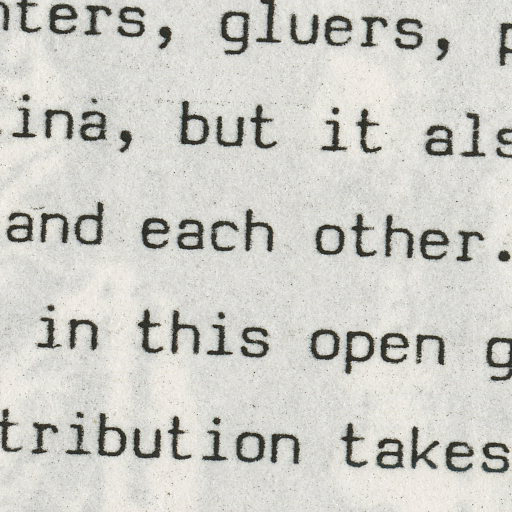 nters, gluers, p
ina, but it als
and each other.
in this open g
tribution takes